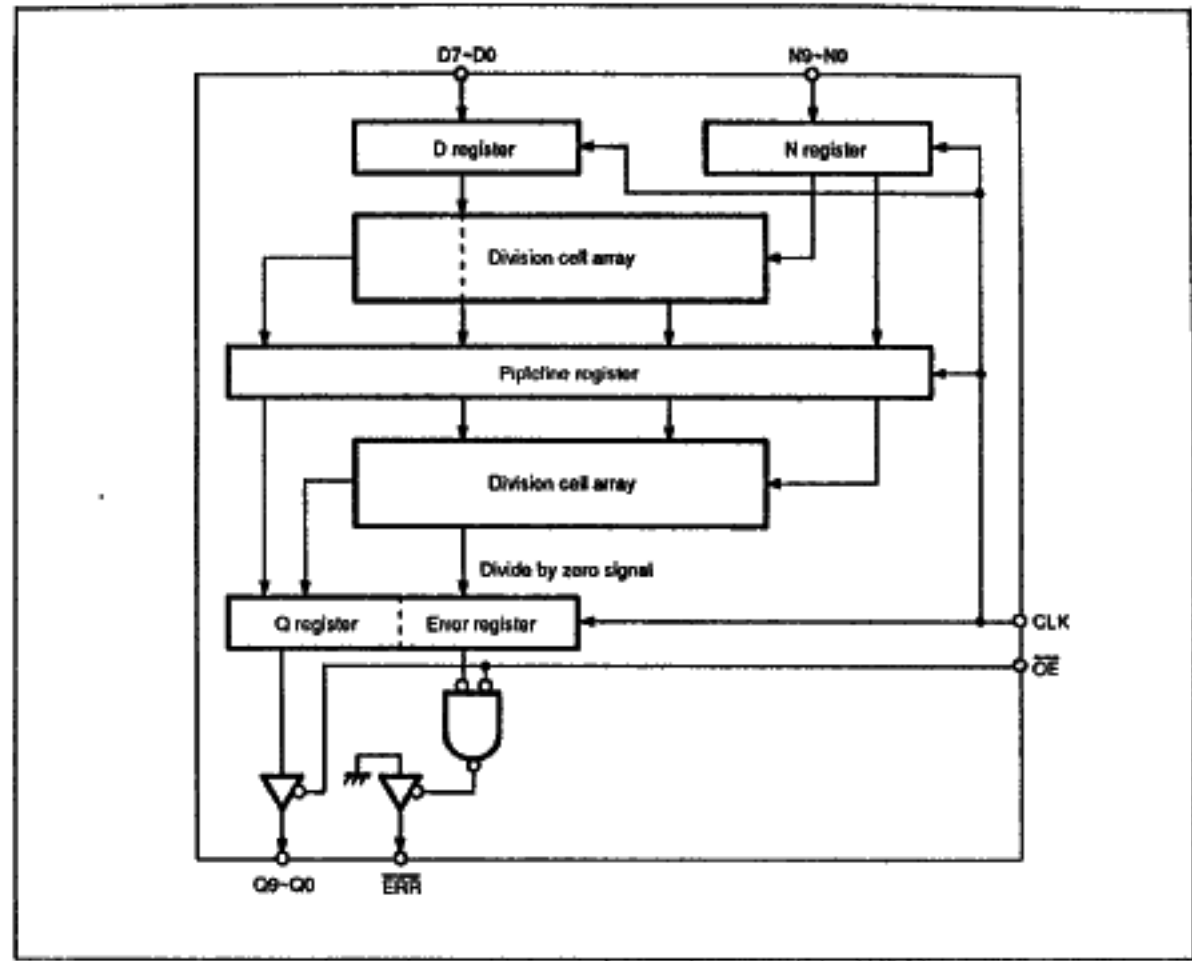 D7~D0
N9~N0
D register
N register
Division cell array
Pipleline register
Division cell array
Divide by zero signal
Q register
Error register
CLK
OE
Q9~Q0
ERR